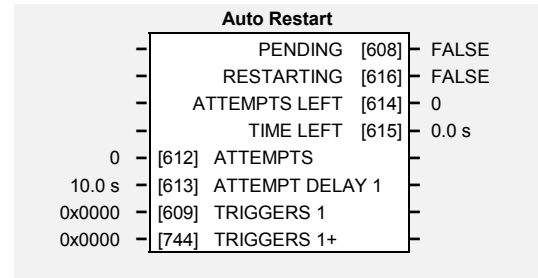 Auto Restart
PENDING [608] FALSE
RESTARTING [616] FALSE
ATTEMPTS LEFT [614] 0
TIME LEFT [615] 0.0 s
0 [612] ATTEMPTS
10.0 s [613] ATTEMPT DELAY 1
0x0000 [609] TRIGGERS 1
0x0000 [744] TRIGGERS 1+